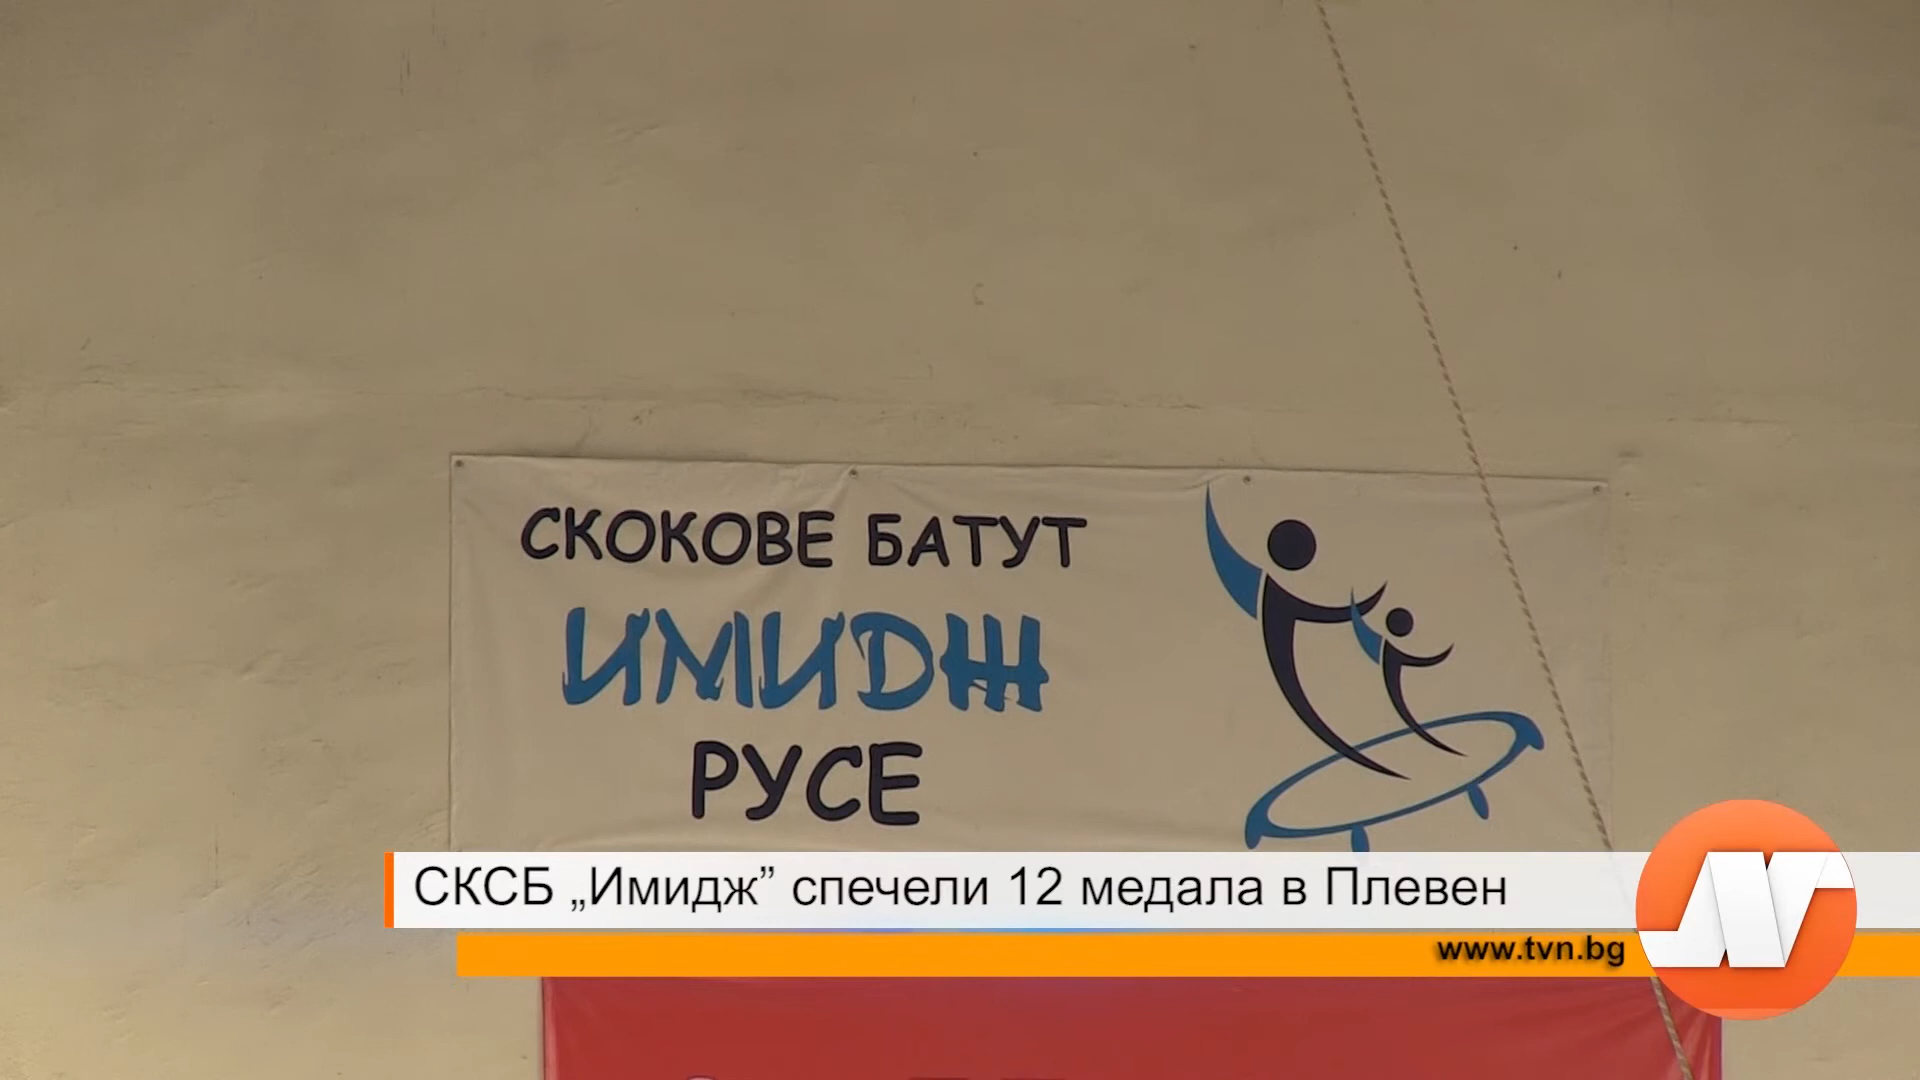 СКОКОВЕ БАТУТ
ИМИДЖ
РУСЕ
СКСБ „Имидж” спечели 12 медала в Плевен
www.tvn.bg